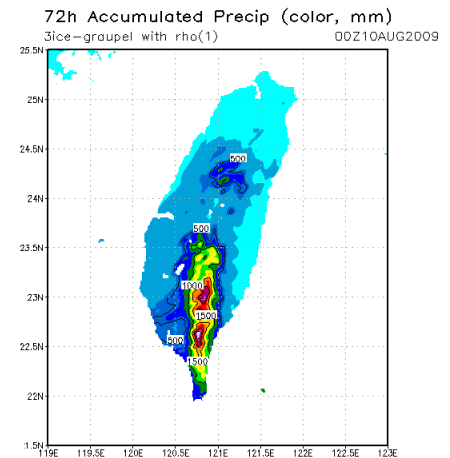 72h Accumulated Precip (color, mm)
3ice-graupel with rho(1) 00Z10AUG2009
25.5N
25N
24.5N
500
24N
500
23.5N
1000
23N
1500
500
22.5N
1500
22N
1.5N
119E 119.5E 120E 120.5E 121E 121.5E 122E 122.5E 123E